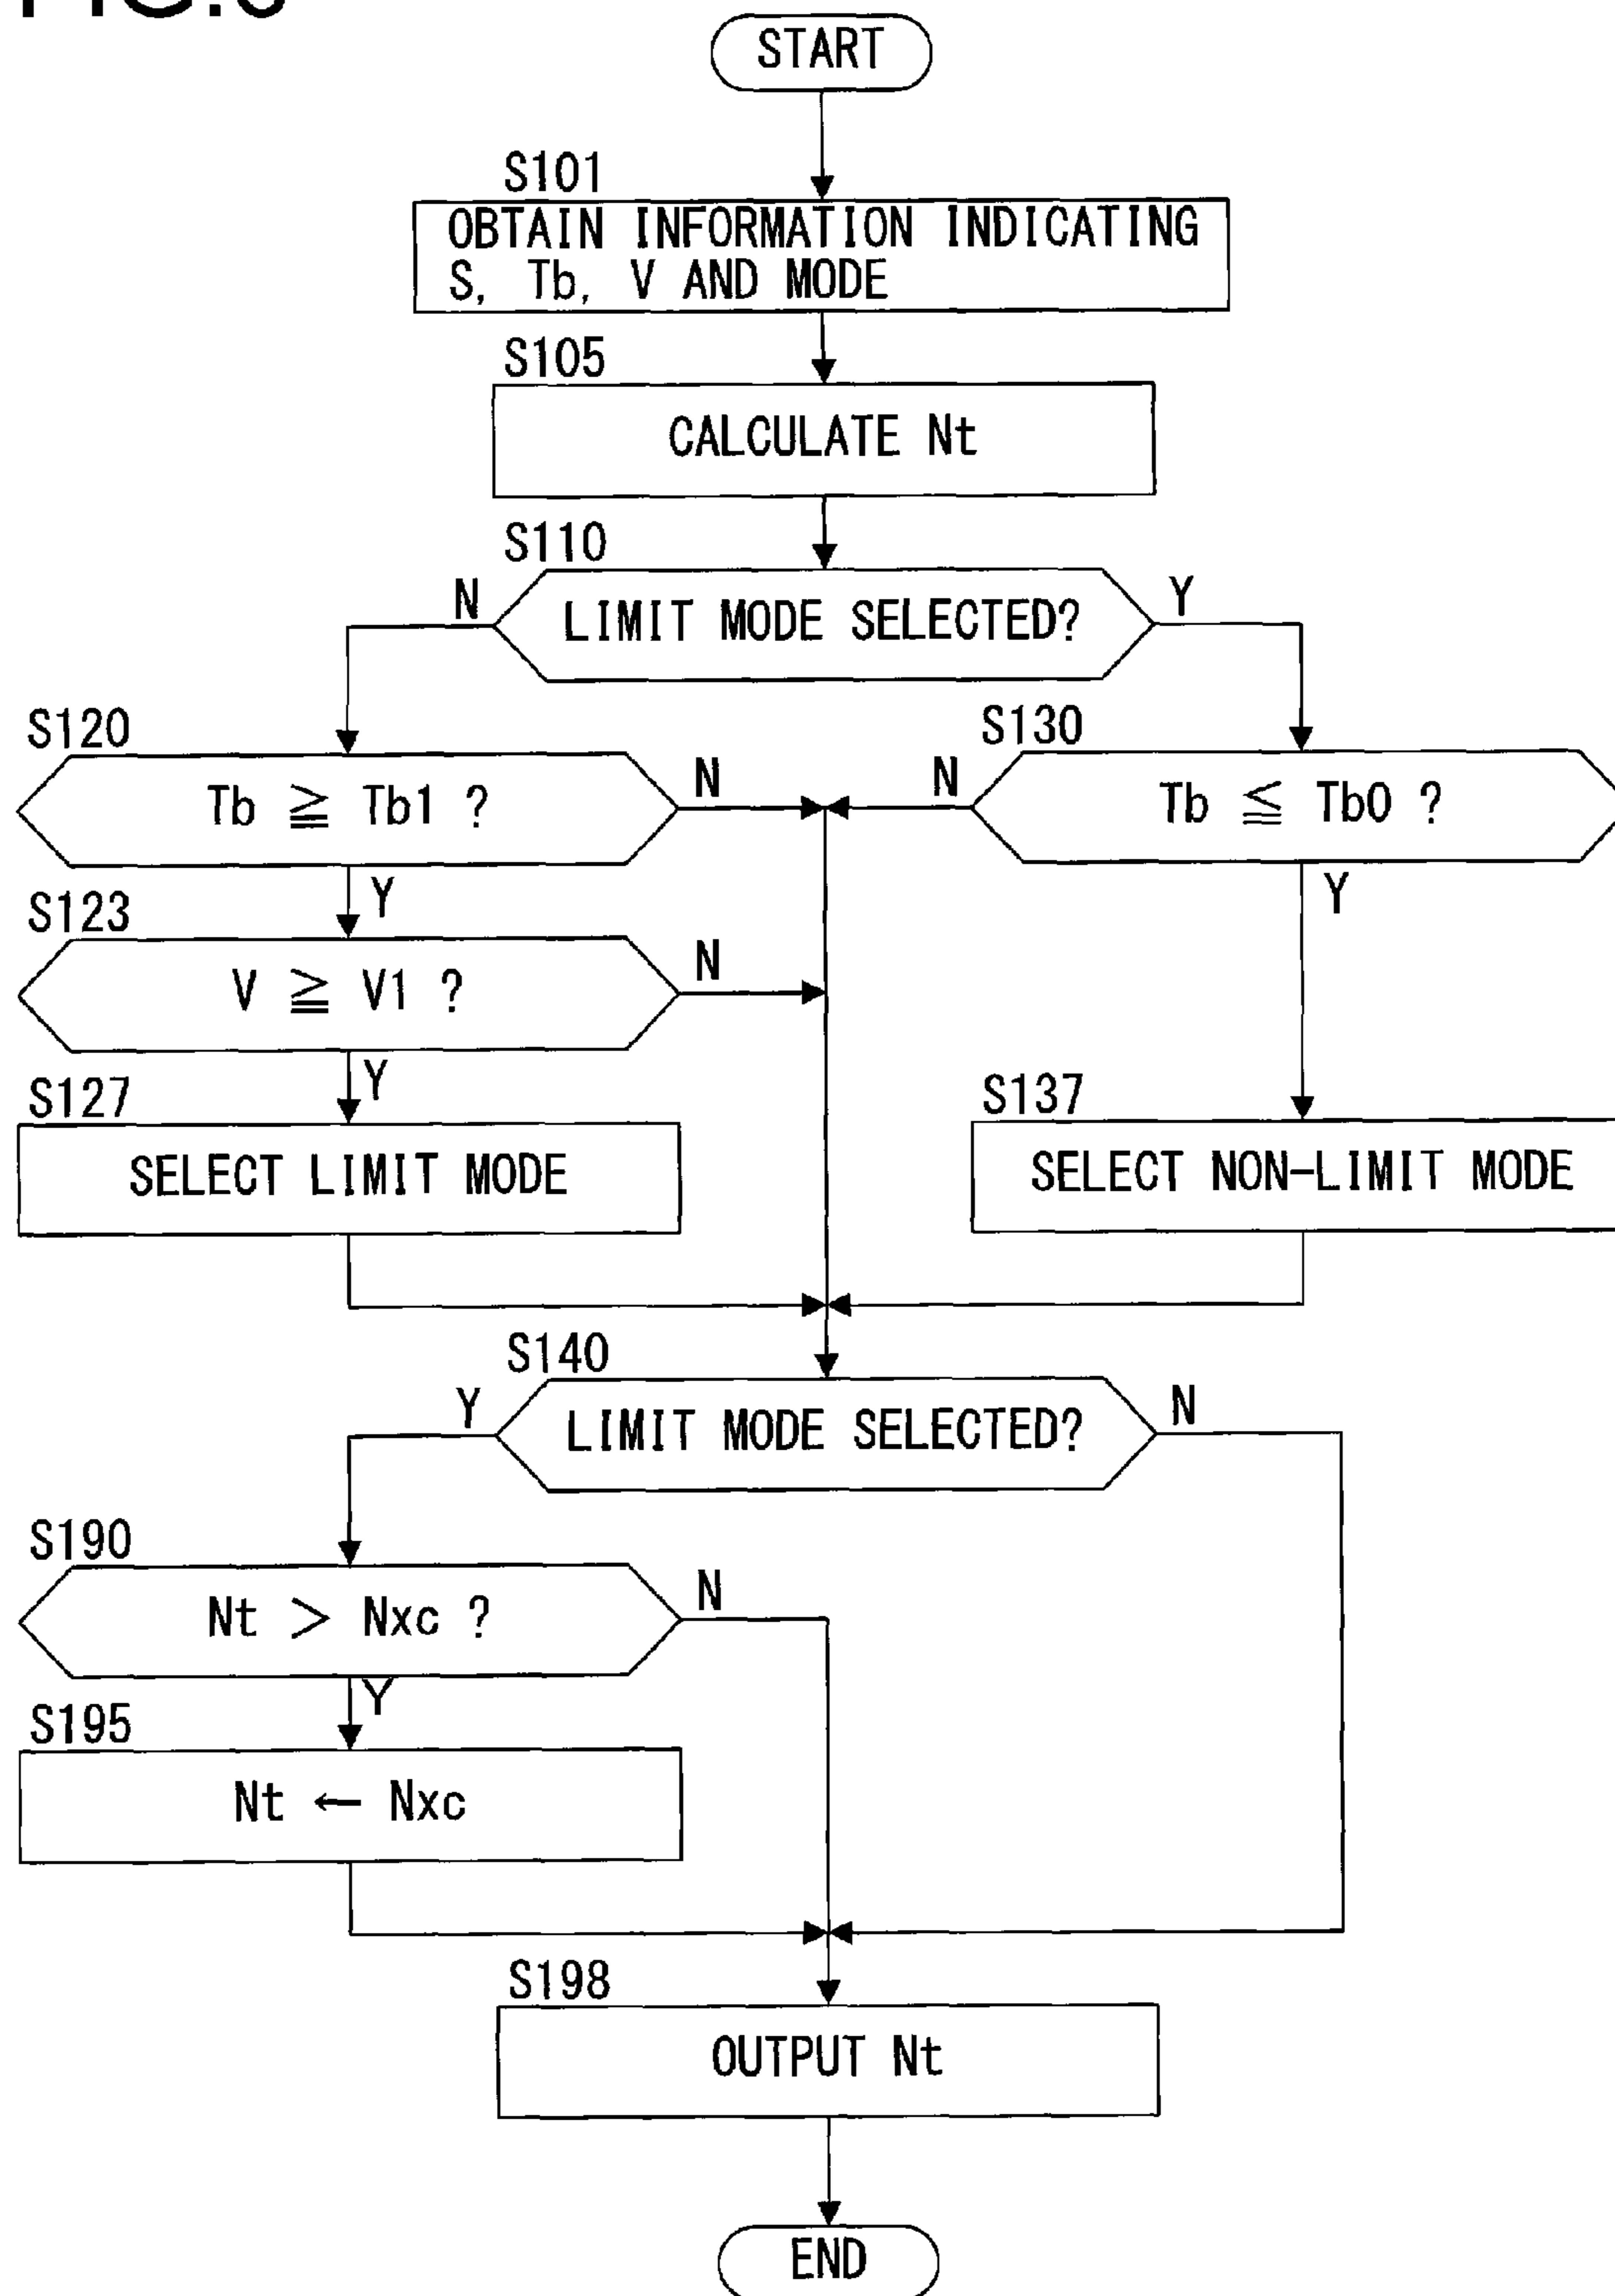 START
S101
OBTAIN INFORMATION INDICATING
S, Tb, V AND MODE
S105
CALCULATE Nt
S110
N
LIMIT MODE SELECTED?
Y
S120
Tb ≧ Tb1 ?
N
S130
N
Tb ≦ Tb0 ?
Y
Y
S123
V ≧ V1 ?
N
Y
S127
SELECT LIMIT MODE
S137
SELECT NON-LIMIT MODE
S140
Y
LIMIT MODE SELECTED?
N
S190
Nt > Nxc ?
N
Y
S195
Nt ← Nxc
S198
OUTPUT Nt
END